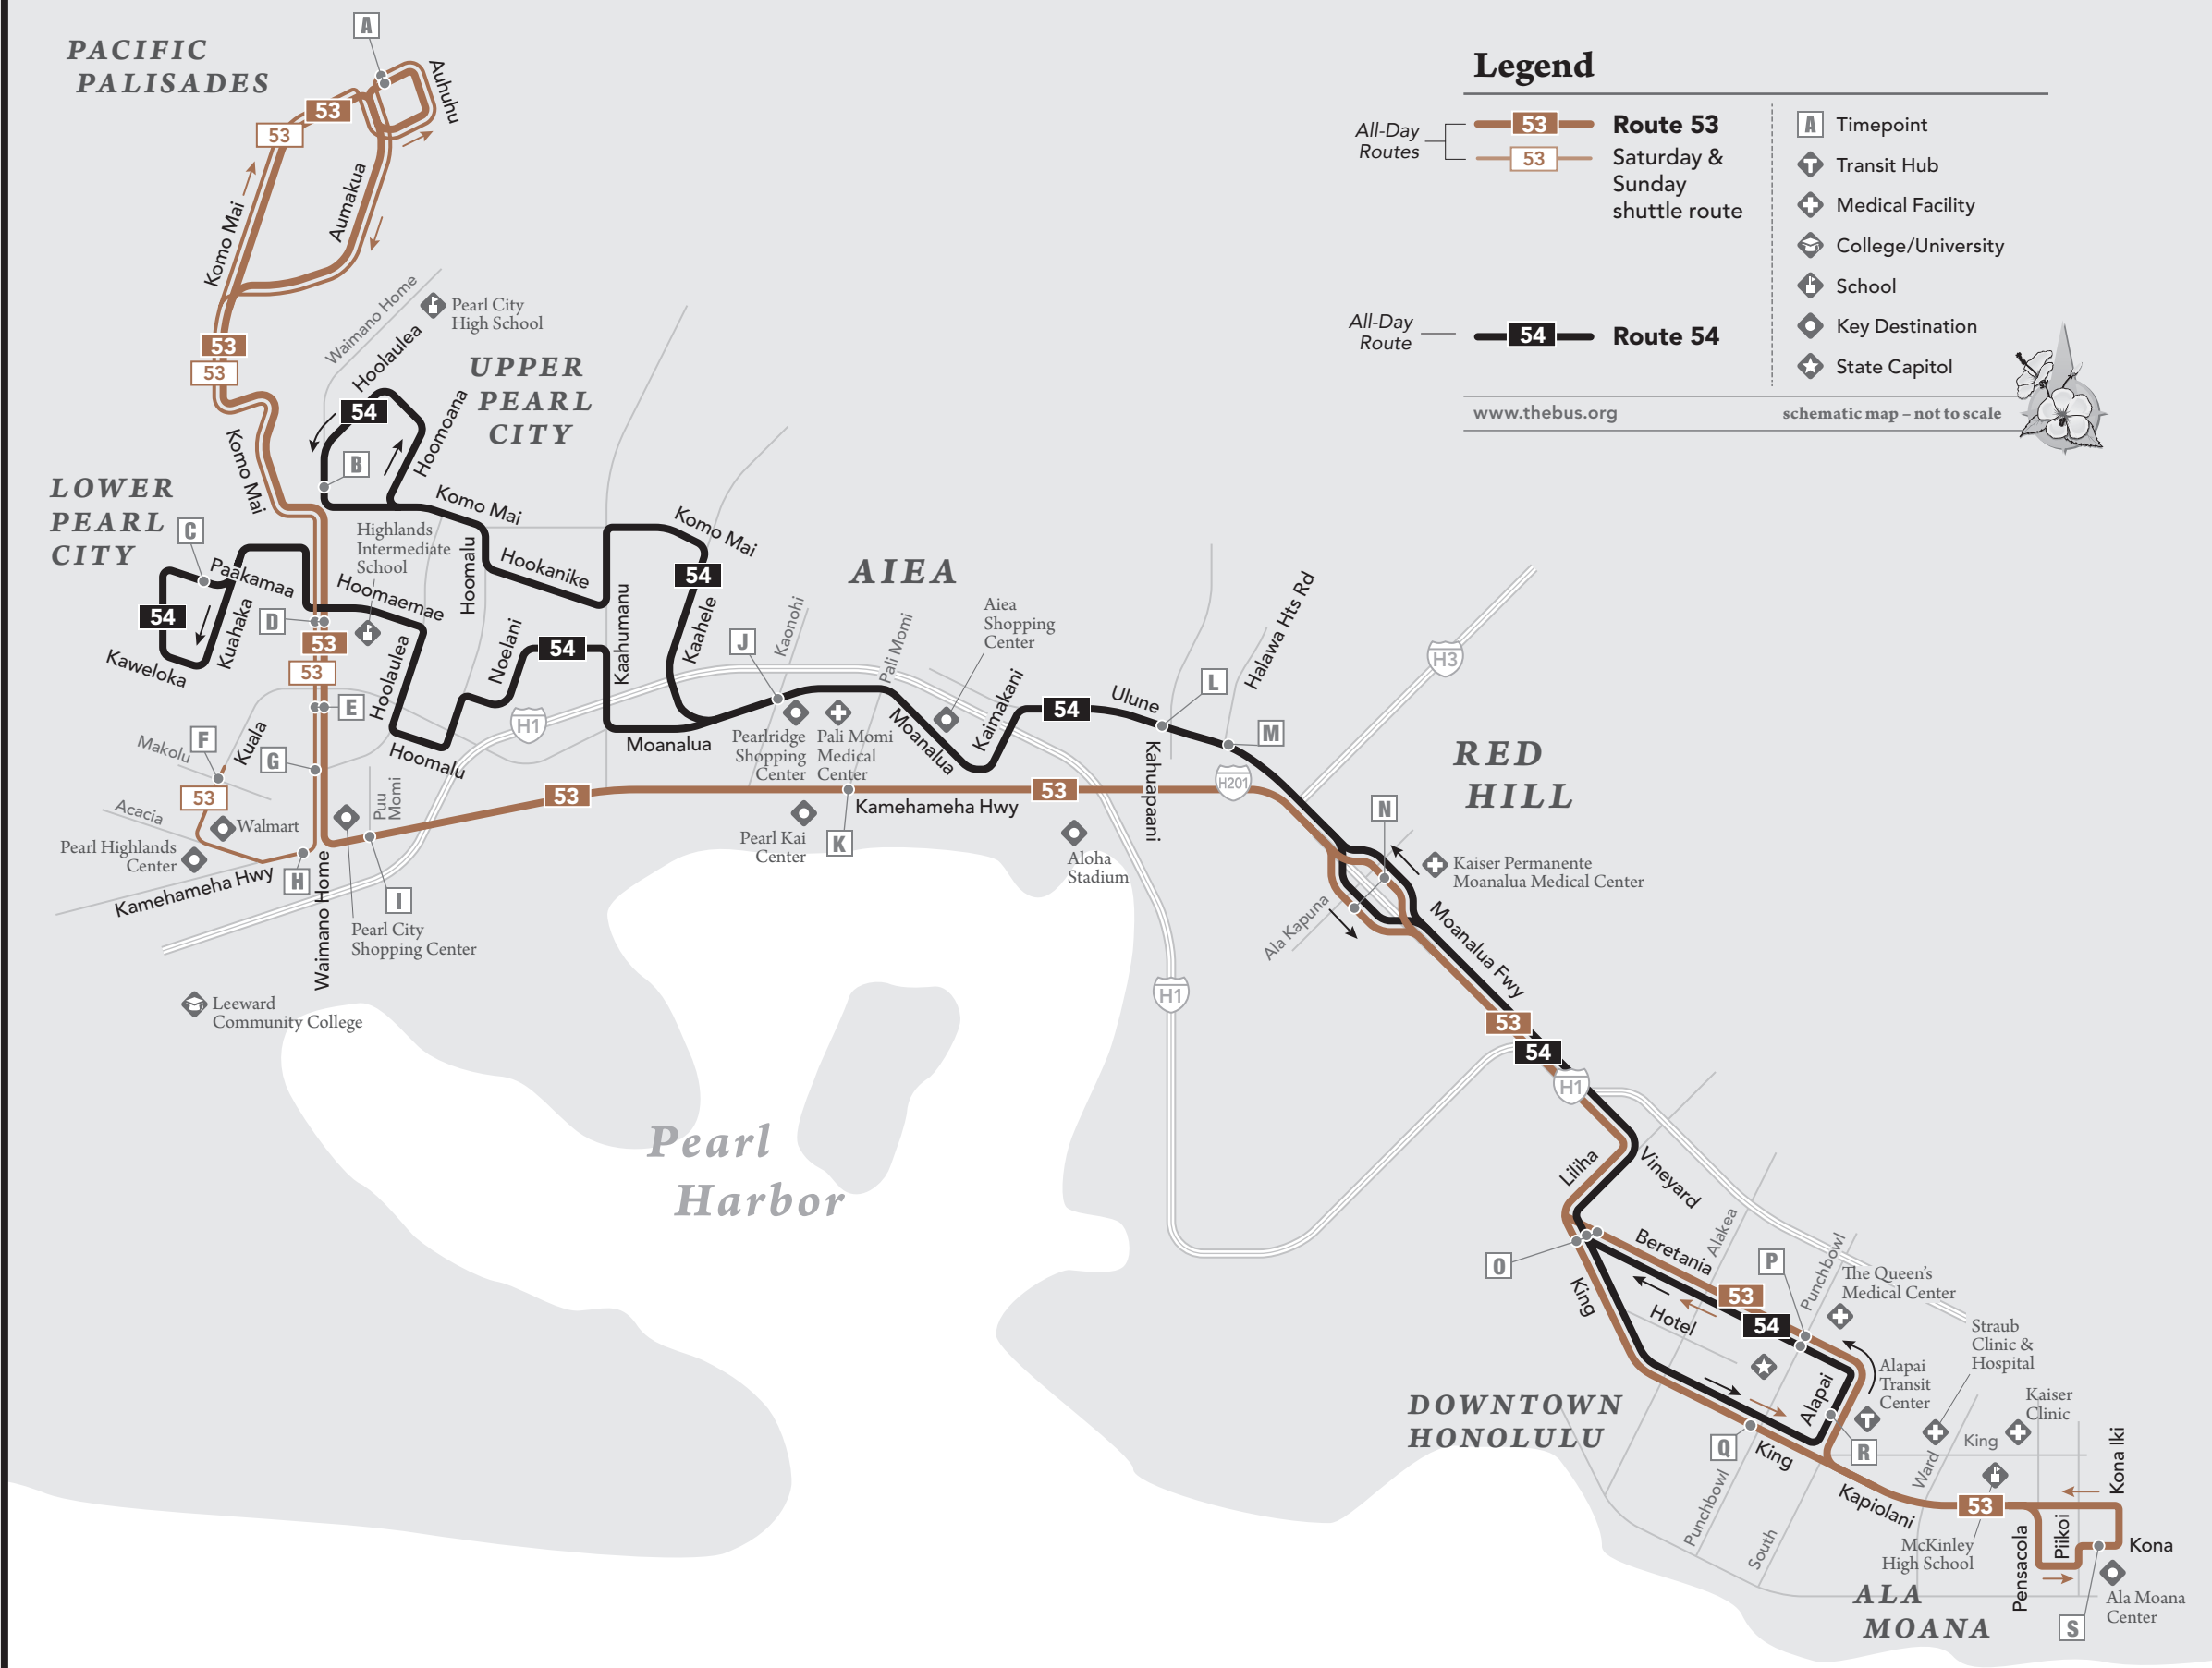 A
PACIFIC
PALISADES
Auhuhu
53
53
Komo Mai
Aumakua
53
53
Waimano Home
Pearl City
High School
Hoolaulea
UPPER
PEARL
CITY
54
Hoomoana
B
Komo Mai
Komo Mai
LOWER
PEARL
CITY
C
Highlands
Intermediate
School
Hoomalu
Hookanike
Komo Mai
54
Paakamaa
Hoomaemae
54
Kuahaka
D
53
53
Kaweloka
Hoolaulea
Noelani
54
Kaahumanu
Kaahele
E
F
Makolu
Kuala
G
Hoomalu
H1
Moanalua
53
Acacia
Walmart
Puu
Momi
53
Pearl Highlands
Center
H
Kamehameha Hwy
Waimano Home
I
Pearl City
Shopping Center
Leeward
Community College
AIEA
J
Kaonohi
Pali Momi
Aiea
Shopping
Center
Pearlridge
Shopping
Center
Pali Momi
Medical
Center
Moanalua
Kaimakani
54
Ulune
L
Halawa Hts Rd
M
Kahuapaani
H201
H3
Kamehameha Hwy
53
Pearl Kai
Center
K
Aloha
Stadium
RED
HILL
N
Kaiser Permanente
Moanalua Medical Center
Ala Kapuna
Moanalua Fwy
H1
53
54
H1
Pearl
Harbor
Liliha
Vineyard
O
Beretania
Alakea
P
Punchbowl
The Queen's
Medical Center
King
53
54
Hotel
Straub
Clinic &
Hospital
Alapai
Transit
Center
Alapai
Kaiser
Clinic
DOWNTOWN
HONOLULU
Q
King
R
Ward
King
Kona Iki
Punchbowl
South
Kapiolani
53
McKinley
High School
Pensacola
Piikoi
Kona
ALA
MOANA
Ala Moana
Center
S
Legend
All-Day
Routes
53
Route 53
53
Saturday &
Sunday
shuttle route
All-Day
Route
54
Route 54
A
Timepoint
Transit Hub
Medical Facility
College/University
School
Key Destination
State Capitol
www.thebus.org
schematic map – not to scale